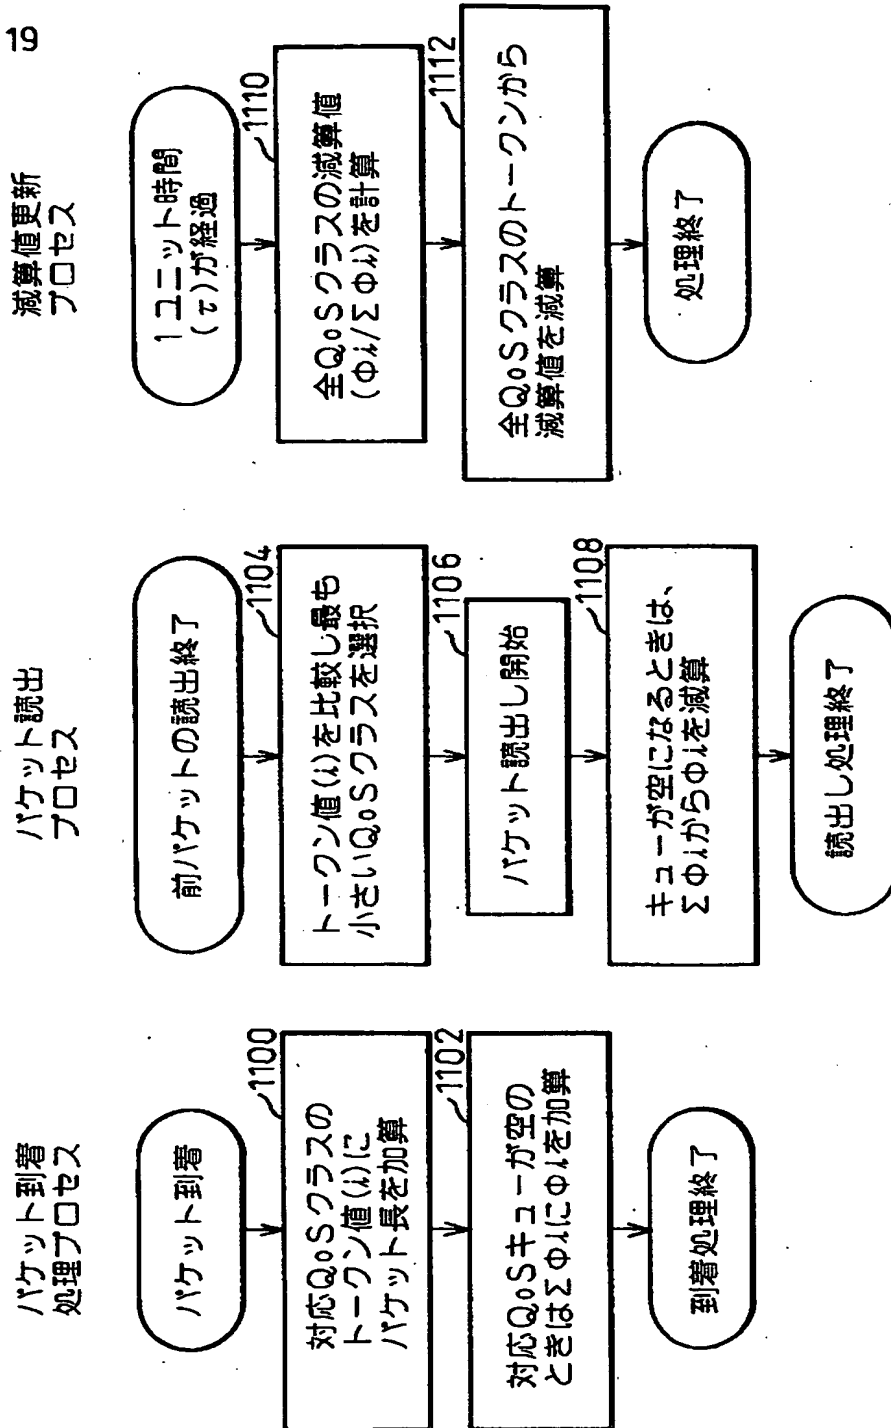 19
パケット到着
処理プロセス
パケット到着
1100
対応QoSクラスの
トークン値(i)に
パケット長を加算
1102
対応QoSキューが空の
ときはΣΦiにΦiを加算
到着処理終了
パケット読出
プロセス
前パケットの読出終了
1104
トークン値(i)を比較し最も
小さいQoSクラスを選択
1106
パケット読出し開始
1108
キューが空になるときは、
ΣΦiからΦiを減算
読出し処理終了
減算値更新
プロセス
1ユニット時間
(τ)が経過
1110
全QoSクラスの減算値
(Φi/ΣΦi)を計算
1112
全QoSクラスのトークンから
減算値を減算
処理終了